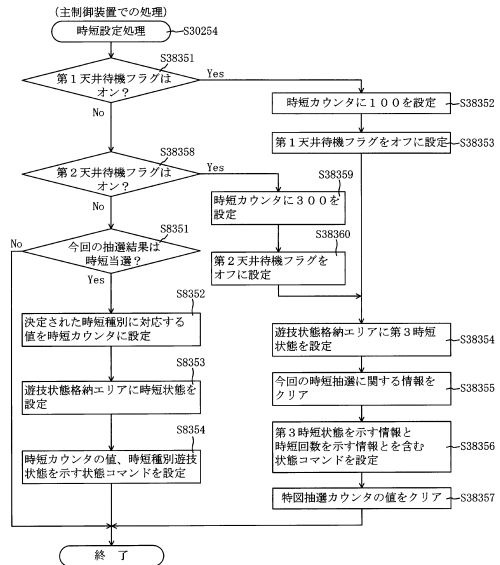 (主制御装置での処理)
時短設定処理
S30254
S38351
第1天井待機フラグは
オン?
Yes
No
時短カウンタに100を設定
S38352
第1天井待機フラグをオフに設定
S38353
S38358
第2天井待機フラグは
オン?
Yes
No
S38359
時短カウンタに300を
設定
S38360
第2天井待機フラグを
オフに設定
S8351
今回の抽選結果は
時短当選?
No
Yes
S8352
決定された時短種別に対応する
値を時短カウンタに設定
S8353
遊技状態格納エリアに時短状態を
設定
S8354
時短カウンタの値、時短種別遊技
状態を示す状態コマンドを設定
遊技状態格納エリアに第3時短
状態を設定
S38354
今回の時短抽選に関する情報を
クリア
S38355
第3時短状態を示す情報と
時短回数を示す情報とを含む
状態コマンドを設定
S38356
特図抽選カウンタの値をクリア
S38357
終 了